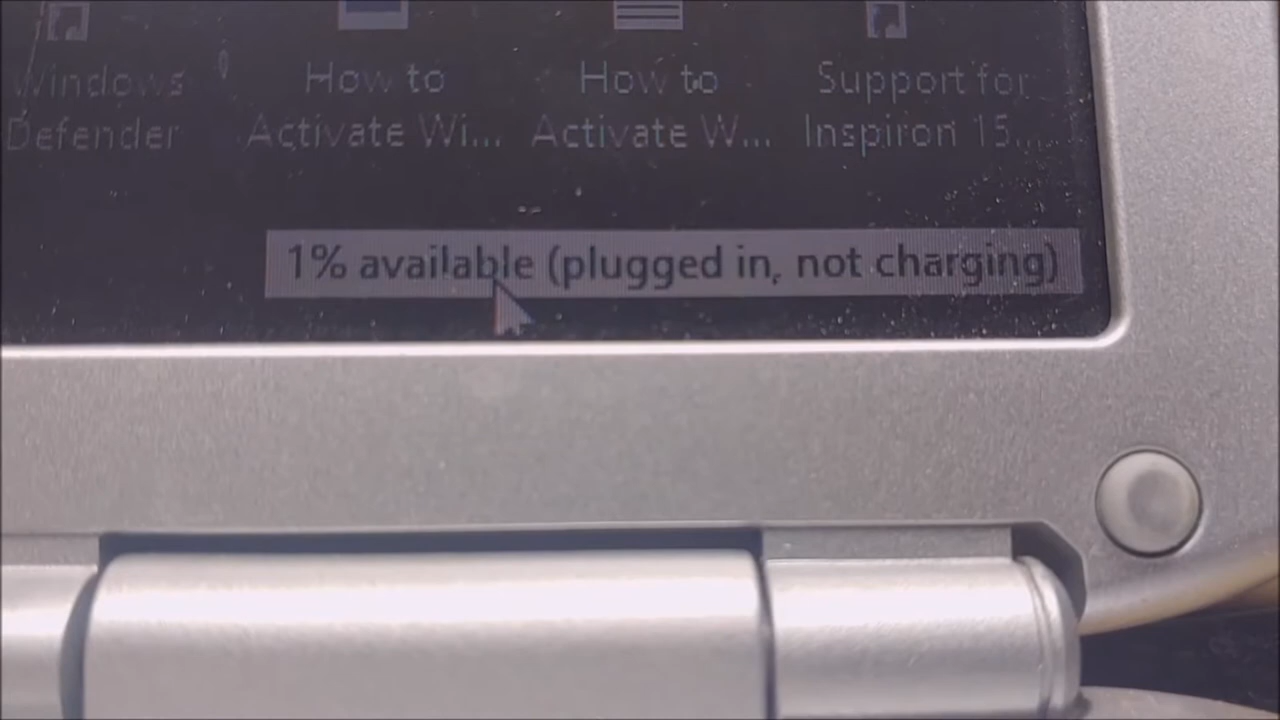 Windows
Defender
How to
Activate Wi...
How to
Activate W...
Support for
Inspiron 15...
1% available (plugged in, not charging)